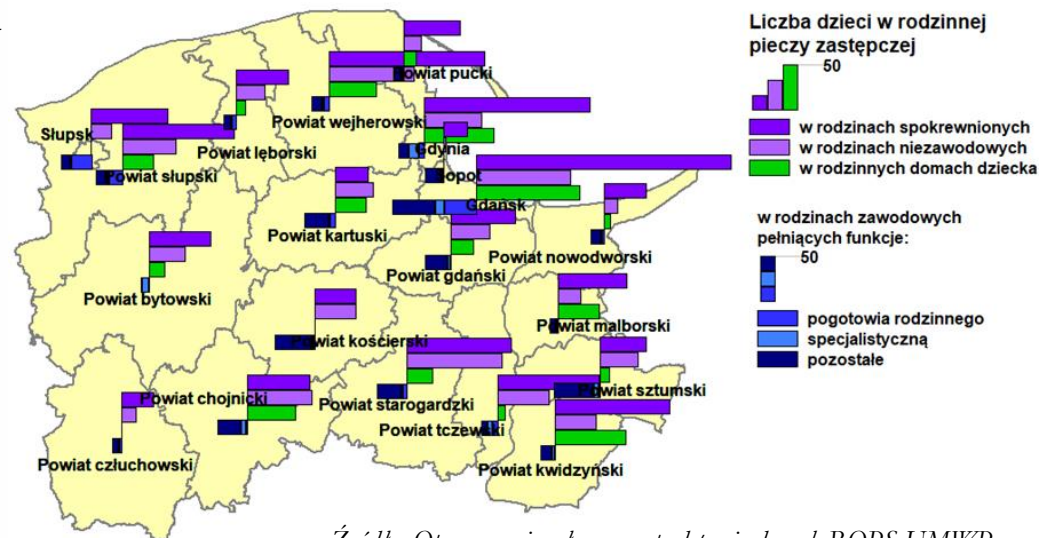 Liczba dzieci w rodzinnej
pieczy zastępczej
50
w rodzinach spokrewnionych
w rodzinach niezawodowych
w rodzinnych domach dziecka
w rodzinach zawodowych
pełniących funkcje:
50
pogotowia rodzinnego
specjalistyczną
pozostałe
Powiat pucki
Powiat wejherowski
Słupsk
Powiat lęborski
Gdynia
Powiat słupski
Sopot
Gdańsk
Powiat kartuski
Powiat nowodworski
Powiat gdański
Powiat bytowski
Powiat malborski
Powiat kościerski
Powiat sztumski
Powiat chojnicki
Powiat starogardzki
Powiat tczewski
Powiat człuchowski
Powiat kwidzyński